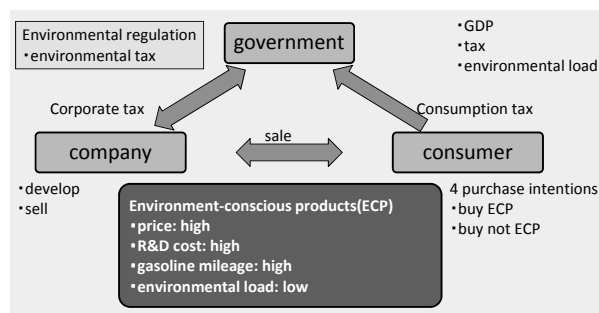 Environmental regulation
・environmental tax
government
・GDP
・tax
・environmental load
Corporate tax
Consumption tax
sale
company
consumer
・develop
・sell
4 purchase intentions
・buy ECP
・buy not ECP
Environment-conscious products(ECP)
・price: high
・R&D cost: high
・gasoline mileage: high
・environmental load: low